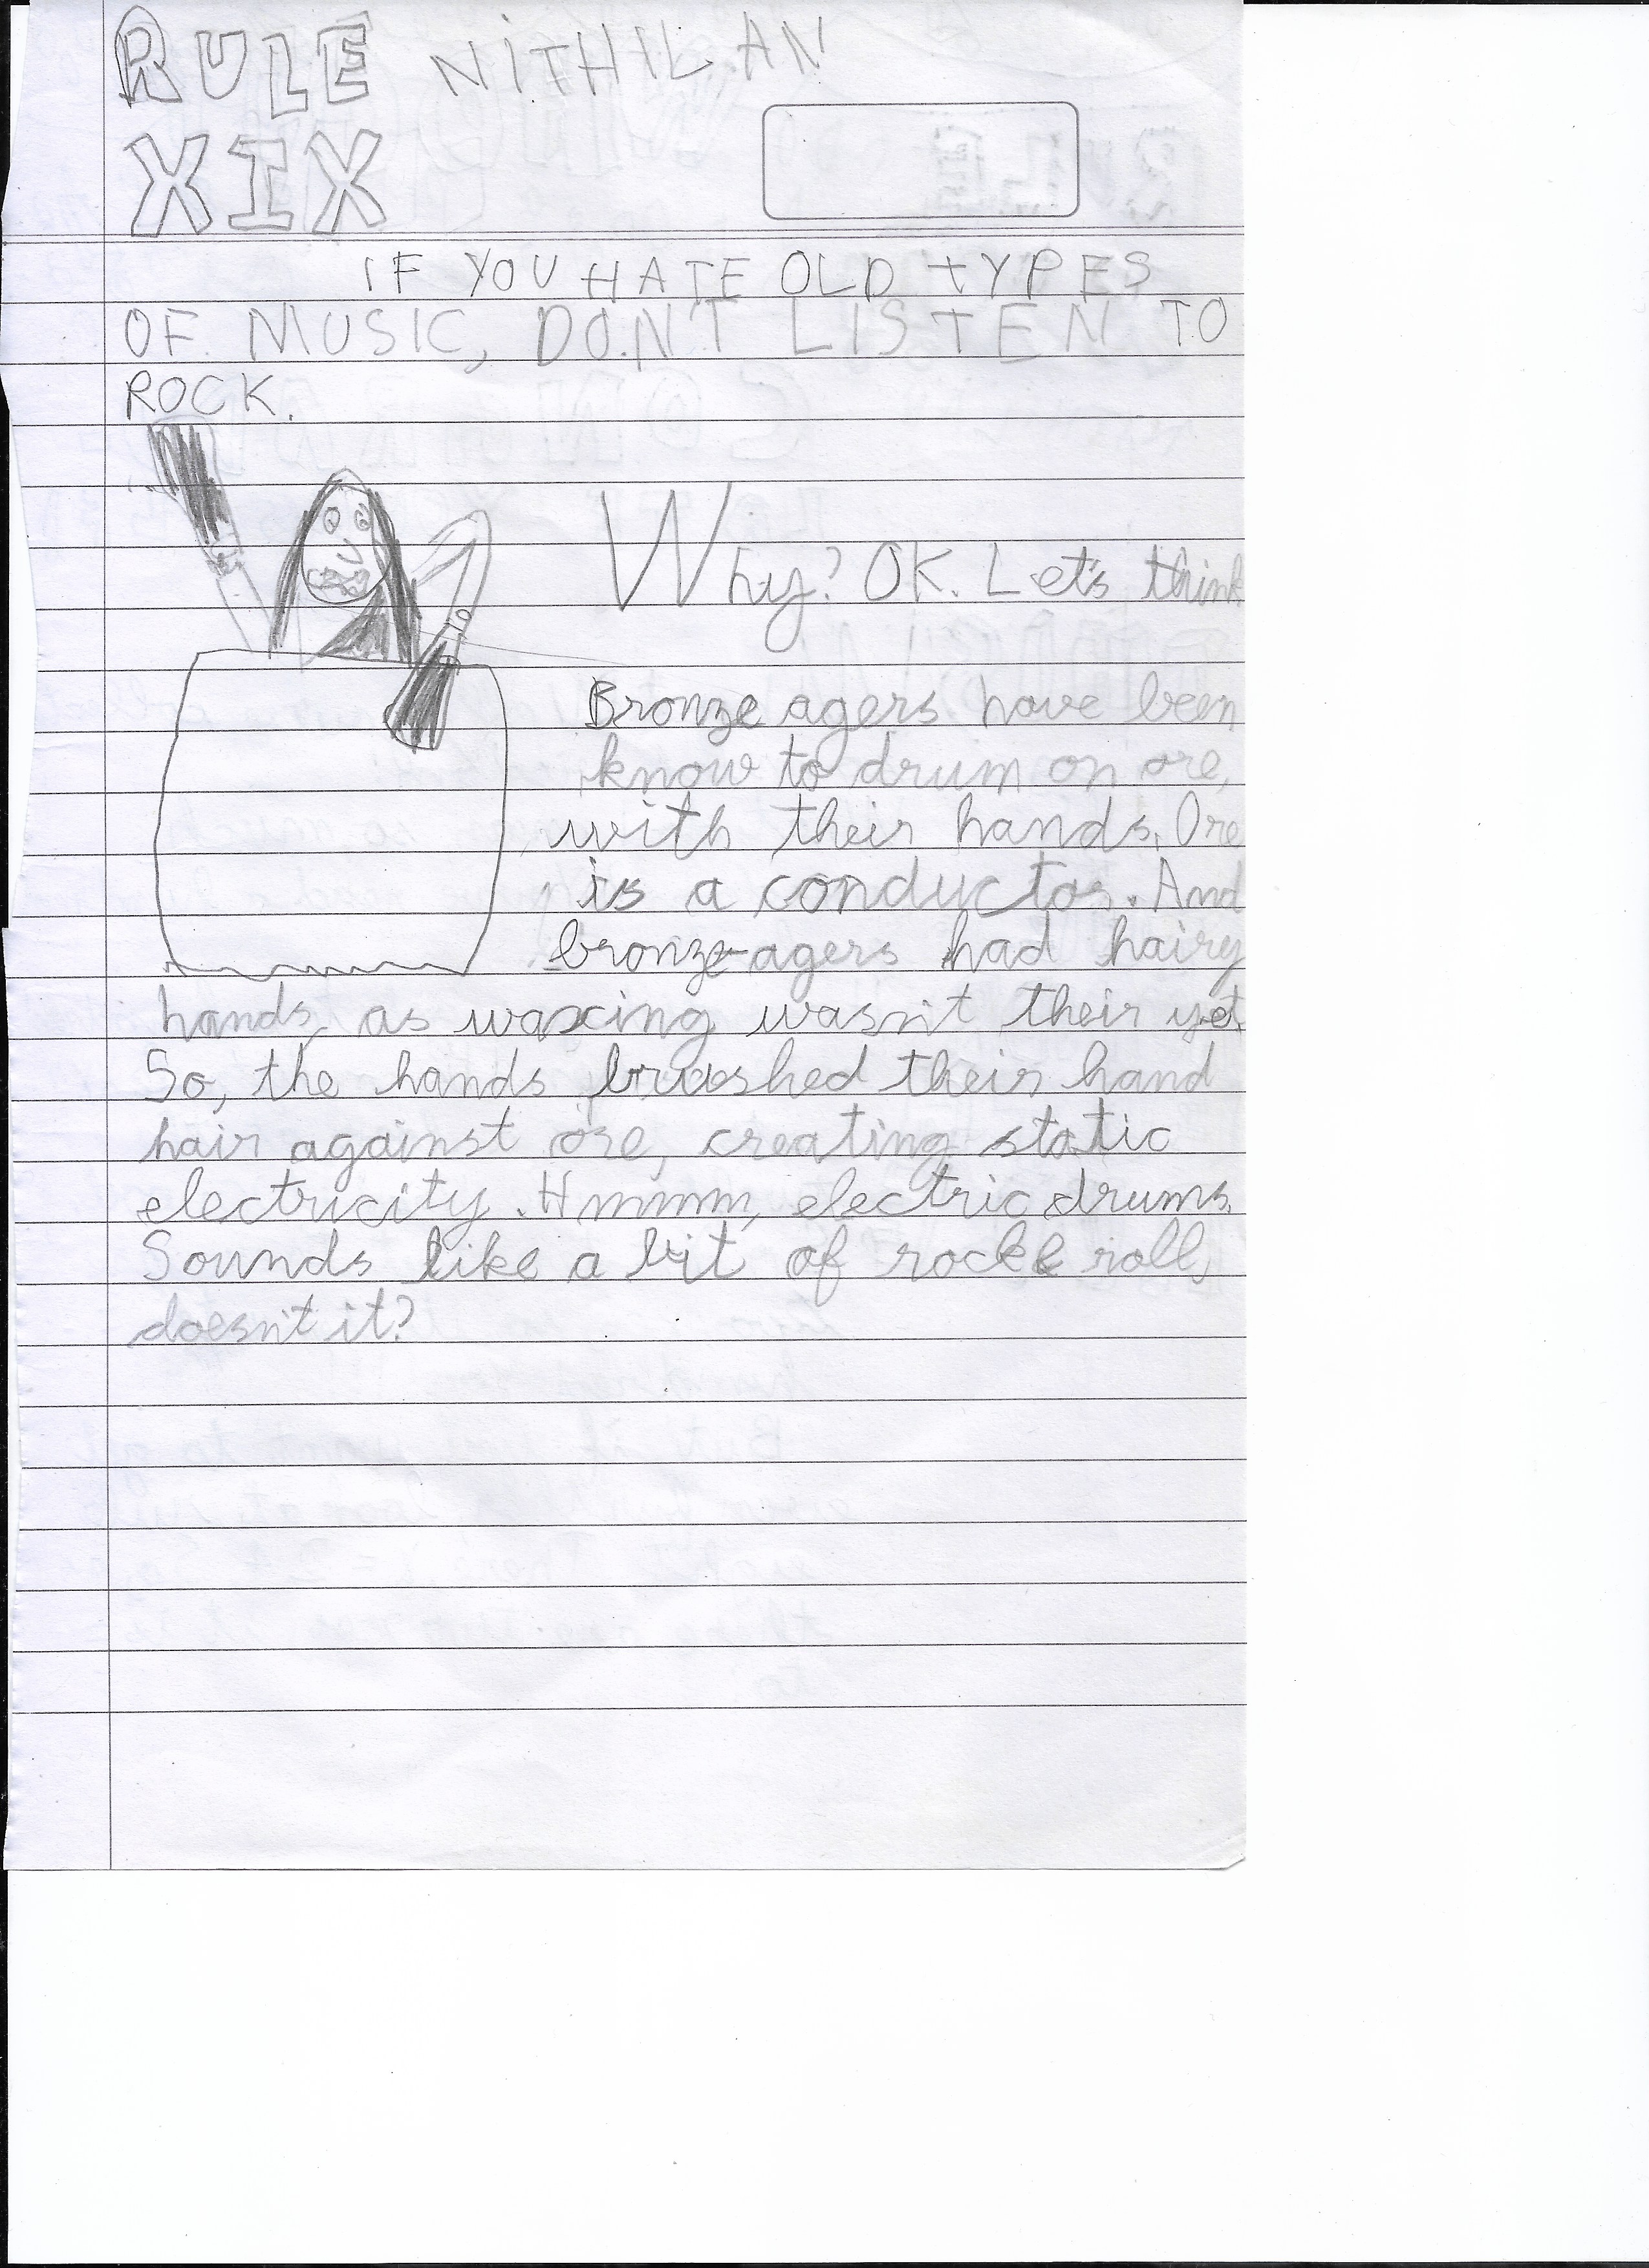 RULE NITHILAN
XIX
IF YOU HATE OLD TYPES
OF MUSIC, DON'T LISTEN TO
ROCK.
Why? OK. Let's think
Bronze agers have been
know to drum on ore,
with their hands. Ore
is a conductor. And
bronze-agers had hairy
hands, as waxing wasn't their yet.
So, the hands brushed their hand
hair against ore, creating static
electricity. Hmmm, electric drums.
Sounds like a bit of rock & roll,
doesn't it?